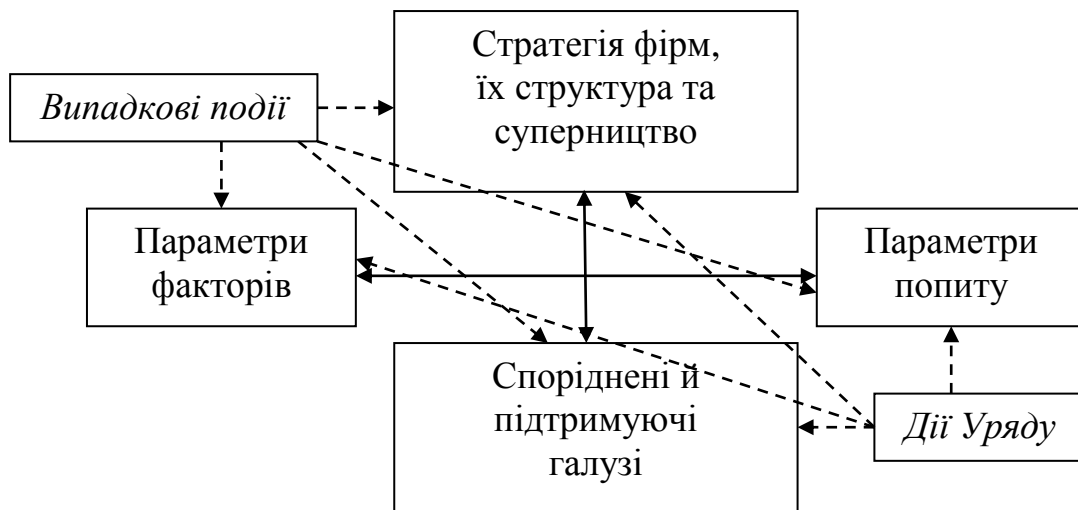 Стратегія фірм,
їх структура та
суперництво
Випадкові події
Параметри
факторів
Параметри
попиту
Споріднені й
підтримуючі
галузі
Дії Уряду